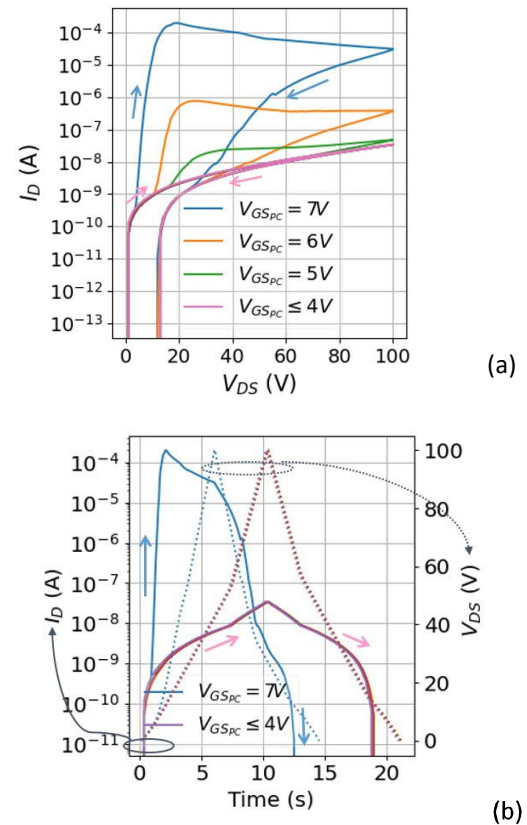 10⁻⁴
10⁻⁵
10⁻⁶
10⁻⁷
10⁻⁸
10⁻⁹
10⁻¹⁰
10⁻¹¹
10⁻¹²
10⁻¹³
I_D (A)
V_GS_PC = 7V
V_GS_PC = 6V
V_GS_PC = 5V
V_GS_PC ≤ 4V
0 20 40 60 80 100
V_DS (V)
(a)
10⁻⁴
10⁻⁵
10⁻⁶
10⁻⁷
10⁻⁸
10⁻⁹
10⁻¹⁰
10⁻¹¹
I_D (A)
V_GS_PC = 7V
V_GS_PC ≤ 4V
100
80
60
40
20
0
V_DS (V)
0 5 10 15 20
Time (s)
(b)